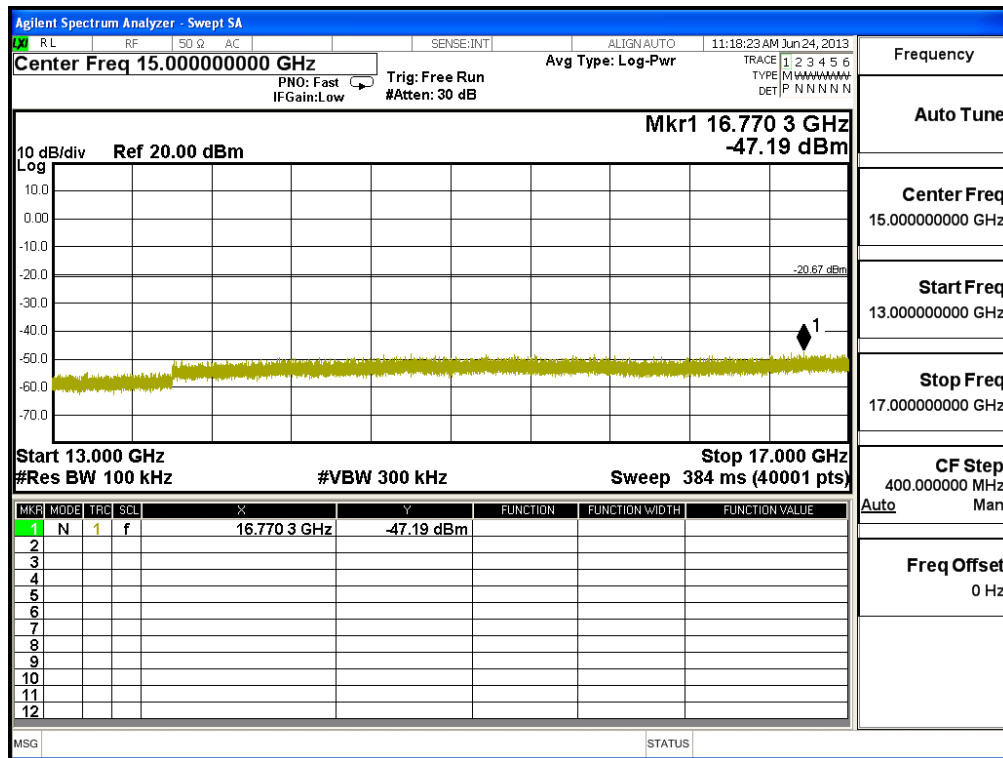 Agilent Spectrum Analyzer - Swept SA
LXI RL RF 50 Ω AC SENSE:INT ALIGN AUTO 11:18:23 AM Jun 24, 2013
Center Freq 15.000000000 GHz
PNO: Fast
IFGain:Low
Trig: Free Run
#Atten: 30 dB
Avg Type: Log-Pwr
TRACE 1 2 3 4 5 6
TYPE M WWWWW
DET P N N N N N
Mkr1 16.770 3 GHz
-47.19 dBm
10 dB/div Ref 20.00 dBm
Log
10.0
0.00
-10.0
-20.0
-20.67 dBm
-30.0
-40.0
1
-50.0
-60.0
-70.0
Start 13.000 GHz Stop 17.000 GHz
#Res BW 100 kHz #VBW 300 kHz Sweep 384 ms (40001 pts)
MKR MODE TRC SCL X Y FUNCTION FUNCTION WIDTH FUNCTION VALUE
1 N 1 f 16.770 3 GHz -47.19 dBm
2
3
4
5
6
7
8
9
10
11
12
MSG STATUS
Frequency
Auto Tune
Center Freq
15.000000000 GHz
Start Freq
13.000000000 GHz
Stop Freq
17.000000000 GHz
CF Step
400.000000 MHz
Auto Man
Freq Offset
0 Hz